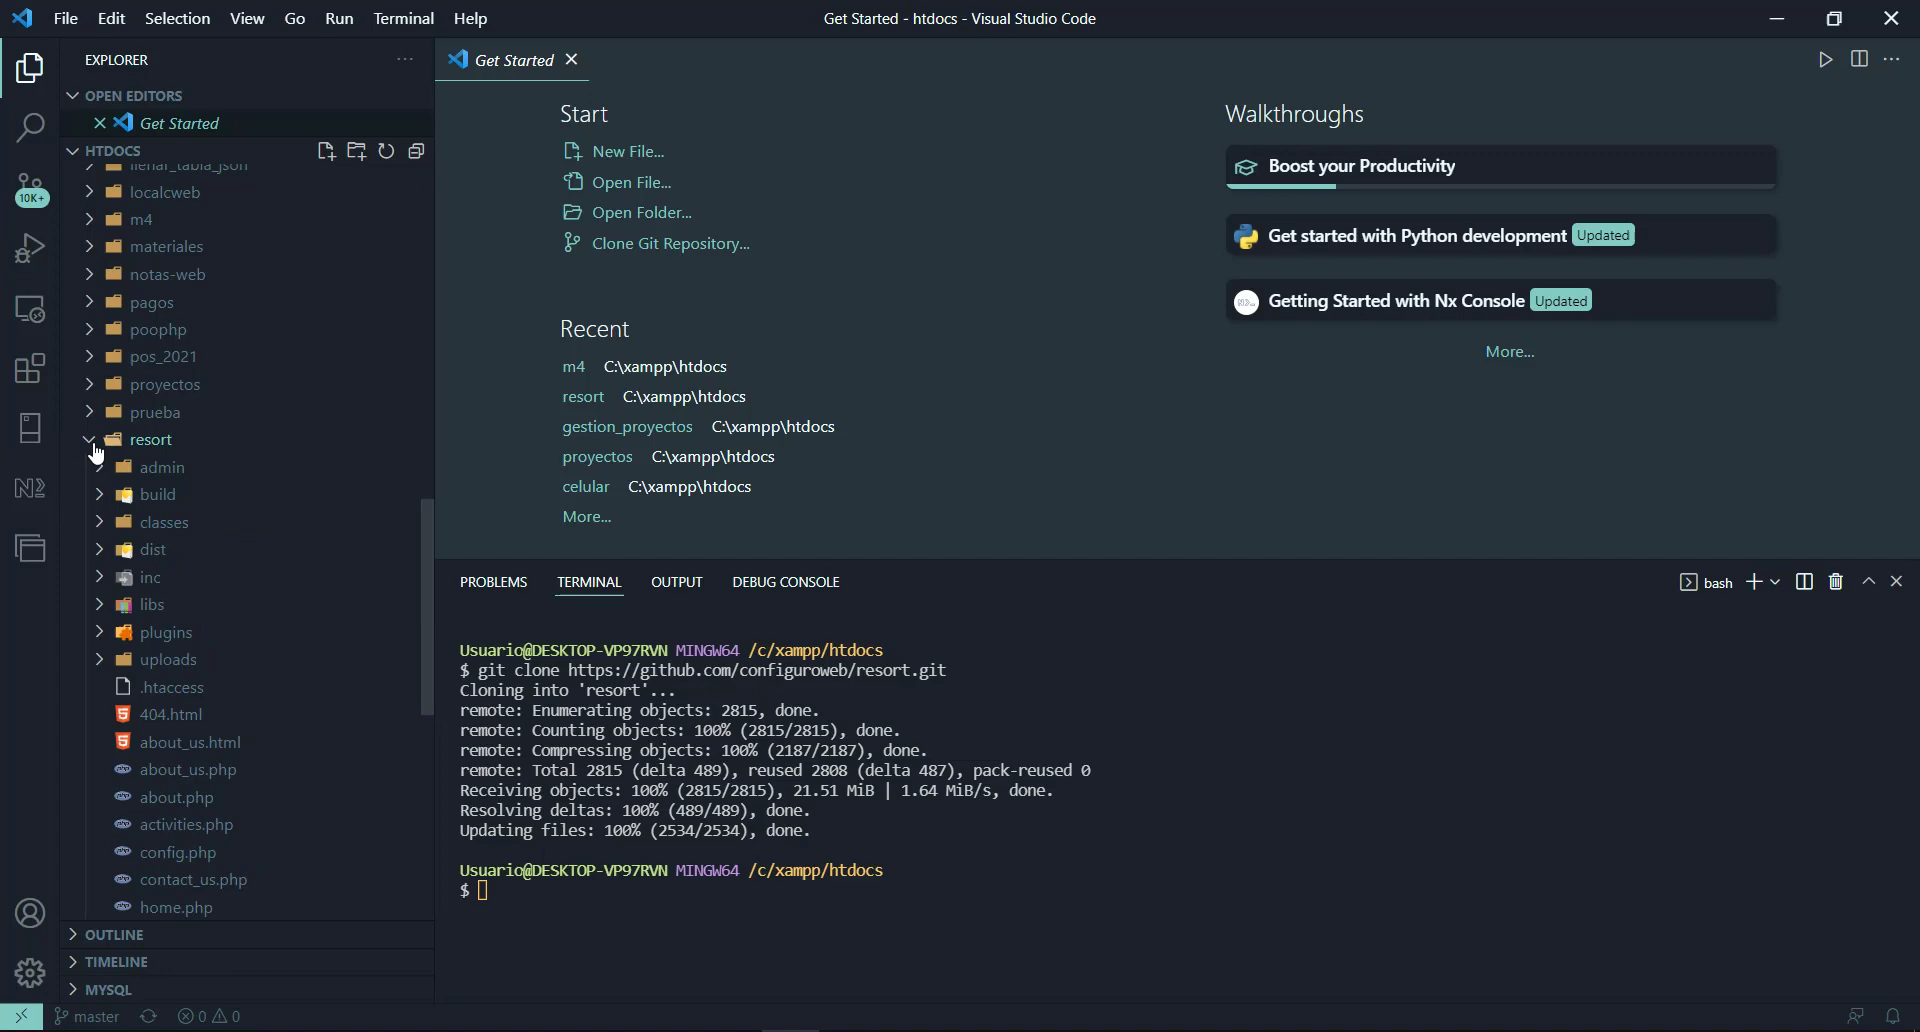 File Edit Selection View Go Run Terminal Help
Get Started - htdocs - Visual Studio Code
EXPLORER
OPEN EDITORS
Get Started
HTDOCS
llenar_tabla_json
localcweb
m4
materiales
notas-web
pagos
poophp
pos_2021
proyectos
prueba
resort
admin
build
classes
dist
inc
libs
plugins
uploads
.htaccess
404.html
about_us.html
about_us.php
about.php
activities.php
config.php
contact_us.php
home.php
OUTLINE
TIMELINE
MYSQL
10K+
Get Started
Start
New File...
Open File...
Open Folder...
Clone Git Repository...
Recent
m4 C:\xampp\htdocs
resort C:\xampp\htdocs
gestion_proyectos C:\xampp\htdocs
proyectos C:\xampp\htdocs
celular C:\xampp\htdocs
More...
Walkthroughs
Boost your Productivity
Get started with Python development Updated
Getting Started with Nx Console Updated
More...
PROBLEMS TERMINAL OUTPUT DEBUG CONSOLE
bash
Usuario@DESKTOP-VP97RVN MINGW64 /c/xampp/htdocs
$ git clone https://github.com/configuroweb/resort.git
Cloning into 'resort'...
remote: Enumerating objects: 2815, done.
remote: Counting objects: 100% (2815/2815), done.
remote: Compressing objects: 100% (2187/2187), done.
remote: Total 2815 (delta 489), reused 2808 (delta 487), pack-reused 0
Receiving objects: 100% (2815/2815), 21.51 MiB | 1.64 MiB/s, done.
Resolving deltas: 100% (489/489), done.
Updating files: 100% (2534/2534), done.
Usuario@DESKTOP-VP97RVN MINGW64 /c/xampp/htdocs
$
master 0 0